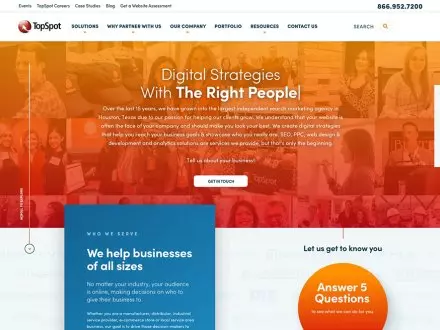 Events TopSpot Careers Case Studies Blog Get a Website Assessment 866.952.7200
TopSpot SOLUTIONS WHY PARTNER WITH US OUR COMPANY PORTFOLIO RESOURCES CONTACT US SEARCH
Digital Strategies
With The Right People|
Over the last 15 years, we have grown into the largest independent search marketing agency in
Houston, Texas due to our passion for helping our clients grow. We understand that your website is
often the face of your company and should make you look your best. We create digital strategies
that help you reach your business goals & showcase who you really are. SEO, PPC, web design &
development and analytics solutions are services we provide, but that's only the beginning.
Tell us about your business!
GET IN TOUCH
WHO WE SERVE
We help businesses
of all sizes
No matter your industry, your audience
is online, making decisions on who to
give their business to.
Whether you are a manufacturer, distributor, industrial
service provider, e-commerce store or local service area
business, our goal is to drive those decision-makers to
Let us get to know you
Answer 5
Questions
to see what we can do for you.